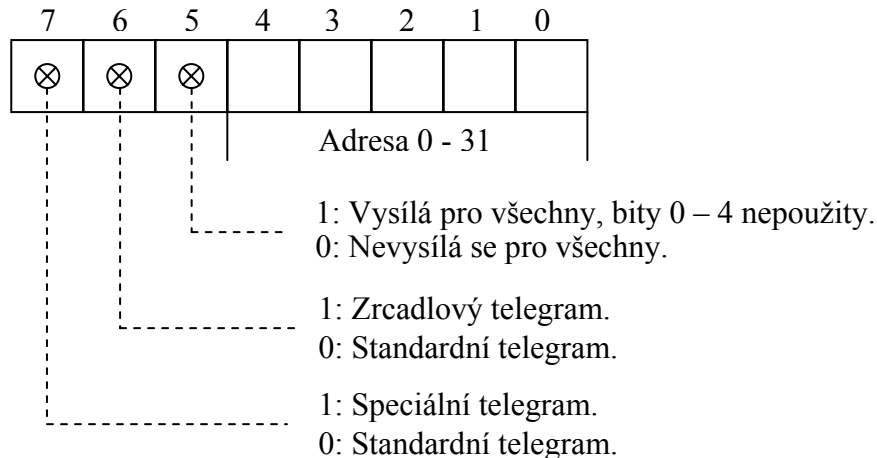 7 6 5 4 3 2 1 0
Adresa 0 - 31
1: Vysílá pro všechny, bity 0 – 4 nepoužity.
0: Nevysílá se pro všechny.
1: Zrcadlový telegram.
0: Standardní telegram.
1: Speciální telegram.
0: Standardní telegram.